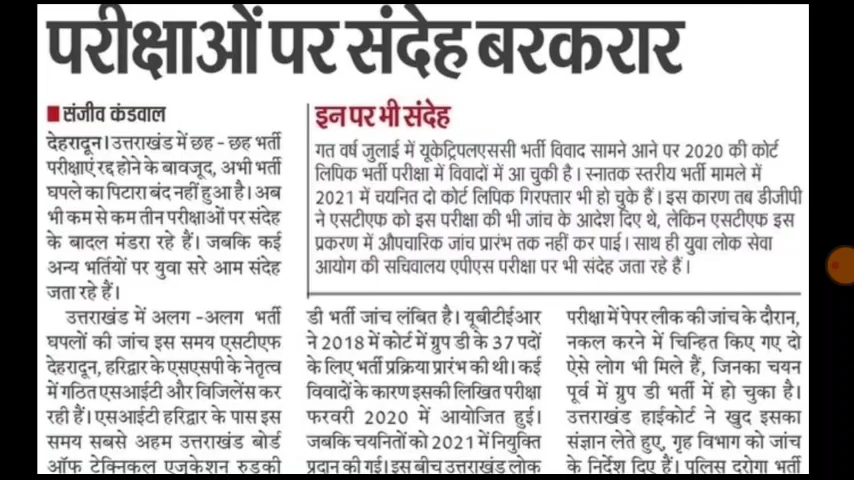 परीक्षाओं पर संदेह बरकरार
संजीव कंडवाल
देहरादून। उत्तराखंड में छह - छह भर्ती
परीक्षाएं रद्द होने के बावजूद, अभी भर्ती
घपले का पिटारा बंद नहीं हुआ है। अब
भी कम से कम तीन परीक्षाओं पर संदेह
के बादल मंडरा रहे हैं। जबकि कई
अन्य भर्तियों पर युवा सरे आम संदेह
जता रहे हैं।
उत्तराखंड में अलग -अलग भर्ती
घपलों की जांच इस समय एसटीएफ
देहरादून, हरिद्वार के एसएसपी के नेतृत्व
में गठित एसआईटी और विजिलेंस कर
रही हैं। एसआईटी हरिद्वार के पास इस
समय सबसे अहम उत्तराखंड बोर्ड
ऑफ टेक्निकल एजुकेशन रुड़की
इन पर भी संदेह
गत वर्ष जुलाई में यूकेट्रिपलएससी भर्ती विवाद सामने आने पर 2020 की कोर्ट
लिपिक भर्ती परीक्षा में विवादों में आ चुकी है। स्नातक स्तरीय भर्ती मामले में
2021 में चयनित दो कोर्ट लिपिक गिरफ्तार भी हो चुके हैं। इस कारण तब डीजीपी
ने एसटीएफ को इस परीक्षा की भी जांच के आदेश दिए थे, लेकिन एसटीएफ इस
प्रकरण में औपचारिक जांच प्रारंभ तक नहीं कर पाई। साथ ही युवा लोक सेवा
आयोग की सचिवालय एपीएस परीक्षा पर भी संदेह जता रहे हैं।
डी भर्ती जांच लंबित है। यूबीटीईआर
ने 2018 में कोर्ट में ग्रुप डी के 37 पदों
के लिए भर्ती प्रक्रिया प्रारंभ की थी। कई
विवादों के कारण इसकी लिखित परीक्षा
फरवरी 2020 में आयोजित हुई।
जबकि चयनितों को 2021 में नियुक्ति
प्रदान की गई। इस बीच उत्तराखंड लोक
परीक्षा में पेपर लीक की जांच के दौरान,
नकल करने में चिन्हित किए गए दो
ऐसे लोग भी मिले हैं, जिनका चयन
पूर्व में ग्रुप डी भर्ती में हो चुका है।
उत्तराखंड हाईकोर्ट ने खुद इसका
संज्ञान लेते हुए, गृह विभाग को जांच
के निर्देश दिए हैं। पुलिस दरोगा भर्ती